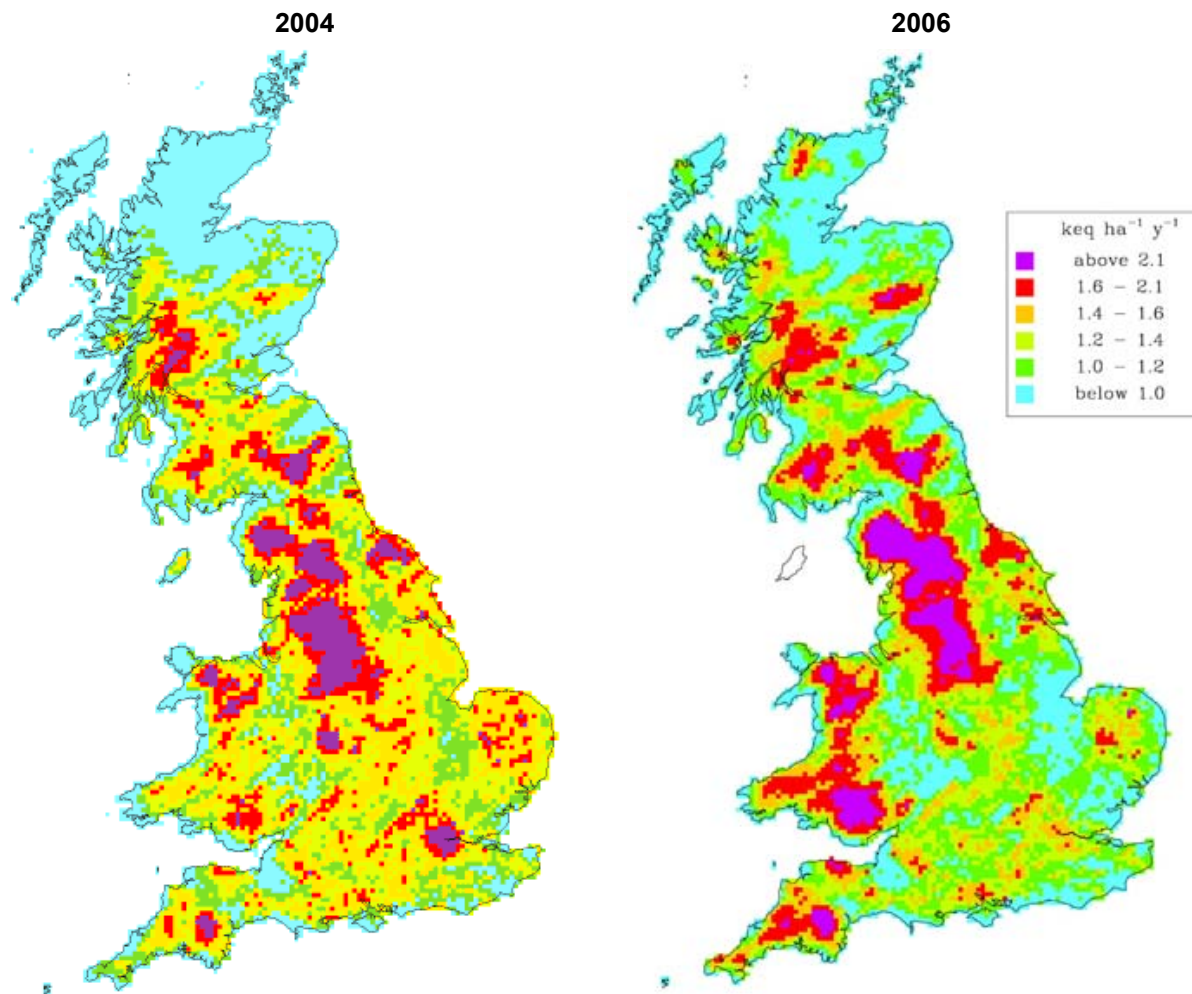 2004
2006
keq ha⁻¹ y⁻¹
above 2.1
1.6 – 2.1
1.4 – 1.6
1.2 – 1.4
1.0 – 1.2
below 1.0